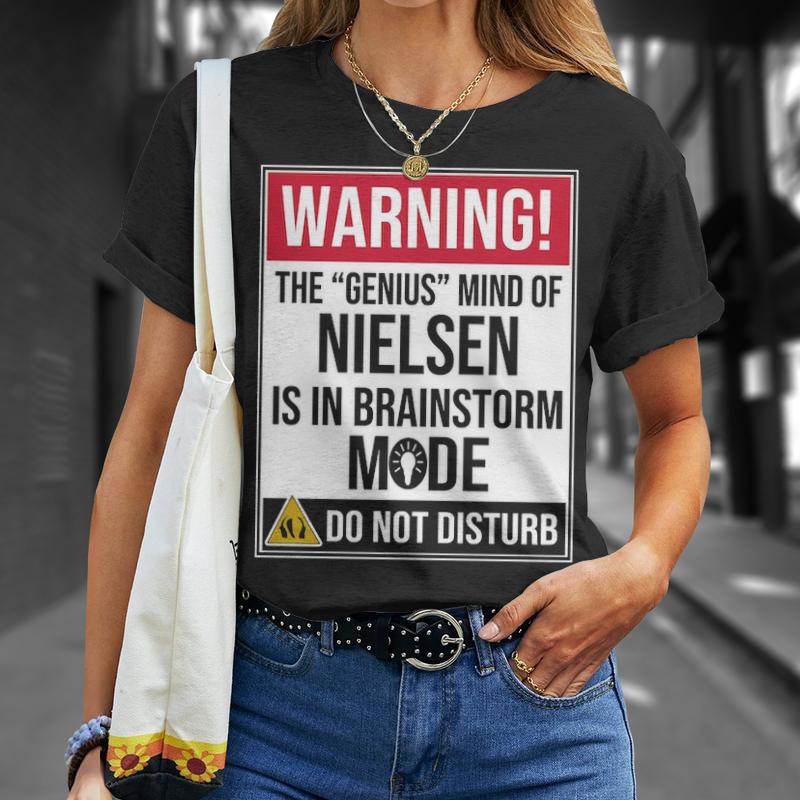 WARNING!
THE “GENIUS” MIND OF
NIELSEN
IS IN BRAINSTORM
MODE
DO NOT DISTURB